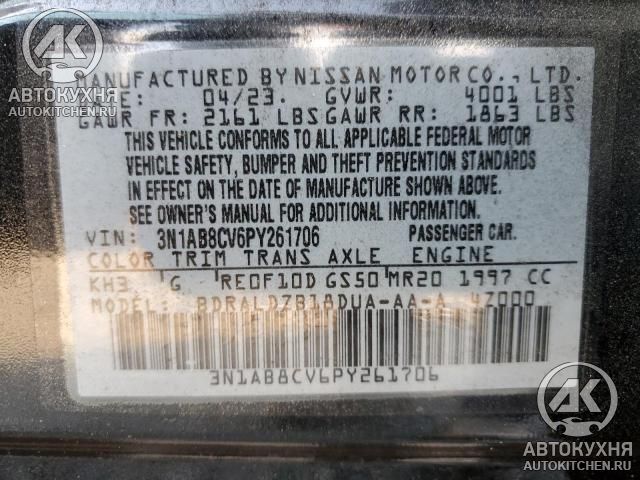 АВТОКУХНЯ
AUTOKITCHEN.RU
MANUFACTURED BY NISSAN MOTOR CO., LTD.
DATE: 04/23. GVWR: 4001 LBS
GAWR FR: 2161 LBS GAWR RR: 1863 LBS
THIS VEHICLE CONFORMS TO ALL APPLICABLE FEDERAL MOTOR
VEHICLE SAFETY, BUMPER AND THEFT PREVENTION STANDARDS
IN EFFECT ON THE DATE OF MANUFACTURE SHOWN ABOVE.
SEE OWNER'S MANUAL FOR ADDITIONAL INFORMATION.
VIN: 3N1AB8CV6PY261706 PASSENGER CAR.
COLOR TRIM TRANS AXLE ENGINE
KH3 G RE0F10D GS50 MR20 1997 CC
MODEL: BDRALDZB18DUA-AA-A 4Z000
3N1AB8CV6PY261706
АВТОКУХНЯ
AUTOKITCHEN.RU